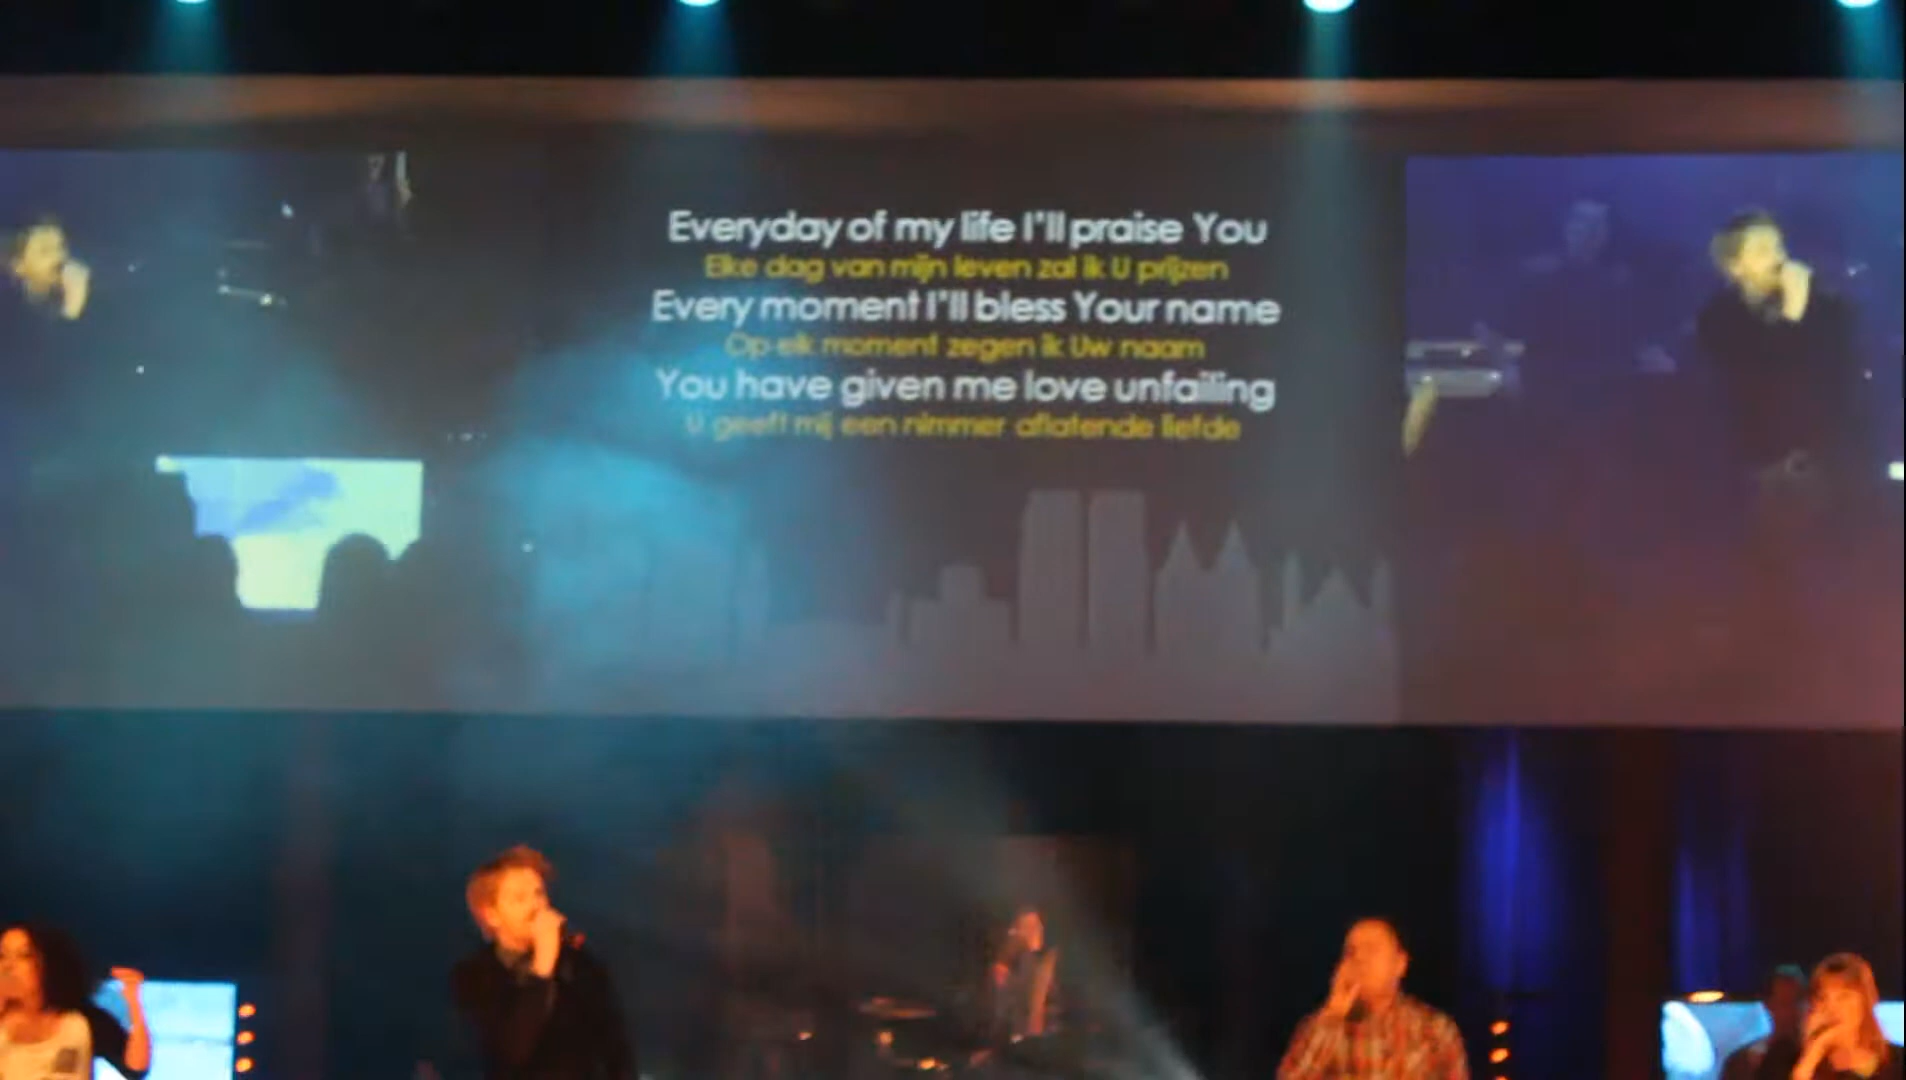 Everyday of my life I'll praise You
Elke dag van mijn leven zal ik U prijzen
Every moment I'll bless Your name
Op elk moment zegen ik Uw naam
You have given me love unfailing
U geeft mij een nimmer aflatende liefde